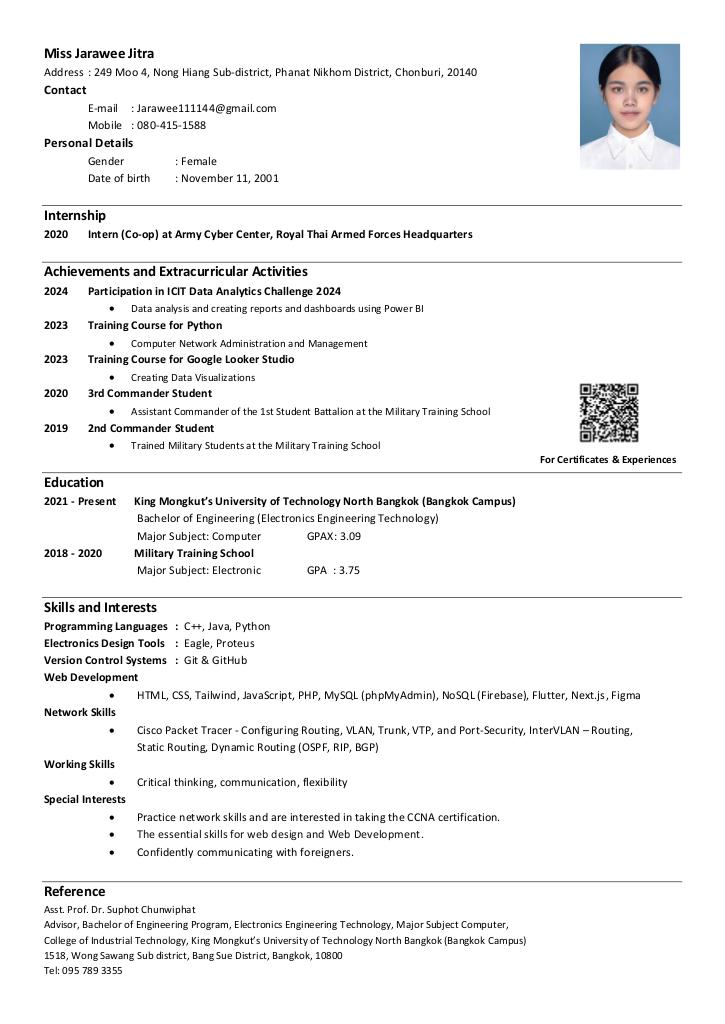 Miss Jarawee Jitra
Address : 249 Moo 4, Nong Hiang Sub-district, Phanat Nikhom District, Chonburi, 20140
Contact
E-mail : Jarawee111144@gmail.com
Mobile : 080-415-1588
Personal Details
Gender : Female
Date of birth : November 11, 2001
Internship
2020 Intern (Co-op) at Army Cyber Center, Royal Thai Armed Forces Headquarters
Achievements and Extracurricular Activities
2024 Participation in ICIT Data Analytics Challenge 2024
• Data analysis and creating reports and dashboards using Power BI
2023 Training Course for Python
• Computer Network Administration and Management
2023 Training Course for Google Looker Studio
• Creating Data Visualizations
2020 3rd Commander Student
• Assistant Commander of the 1st Student Battalion at the Military Training School
2019 2nd Commander Student
• Trained Military Students at the Military Training School
For Certificates & Experiences
Education
2021 - Present King Mongkut’s University of Technology North Bangkok (Bangkok Campus)
Bachelor of Engineering (Electronics Engineering Technology)
Major Subject: Computer GPAX: 3.09
2018 - 2020 Military Training School
Major Subject: Electronic GPA : 3.75
Skills and Interests
Programming Languages : C++, Java, Python
Electronics Design Tools : Eagle, Proteus
Version Control Systems : Git & GitHub
Web Development
• HTML, CSS, Tailwind, JavaScript, PHP, MySQL (phpMyAdmin), NoSQL (Firebase), Flutter, Next.js, Figma
Network Skills
• Cisco Packet Tracer - Configuring Routing, VLAN, Trunk, VTP, and Port-Security, InterVLAN – Routing,
Static Routing, Dynamic Routing (OSPF, RIP, BGP)
Working Skills
• Critical thinking, communication, flexibility
Special Interests
• Practice network skills and are interested in taking the CCNA certification.
• The essential skills for web design and Web Development.
• Confidently communicating with foreigners.
Reference
Asst. Prof. Dr. Suphot Chunwiphat
Advisor, Bachelor of Engineering Program, Electronics Engineering Technology, Major Subject Computer,
College of Industrial Technology, King Mongkut’s University of Technology North Bangkok (Bangkok Campus)
1518, Wong Sawang Sub district, Bang Sue District, Bangkok, 10800
Tel: 095 789 3355